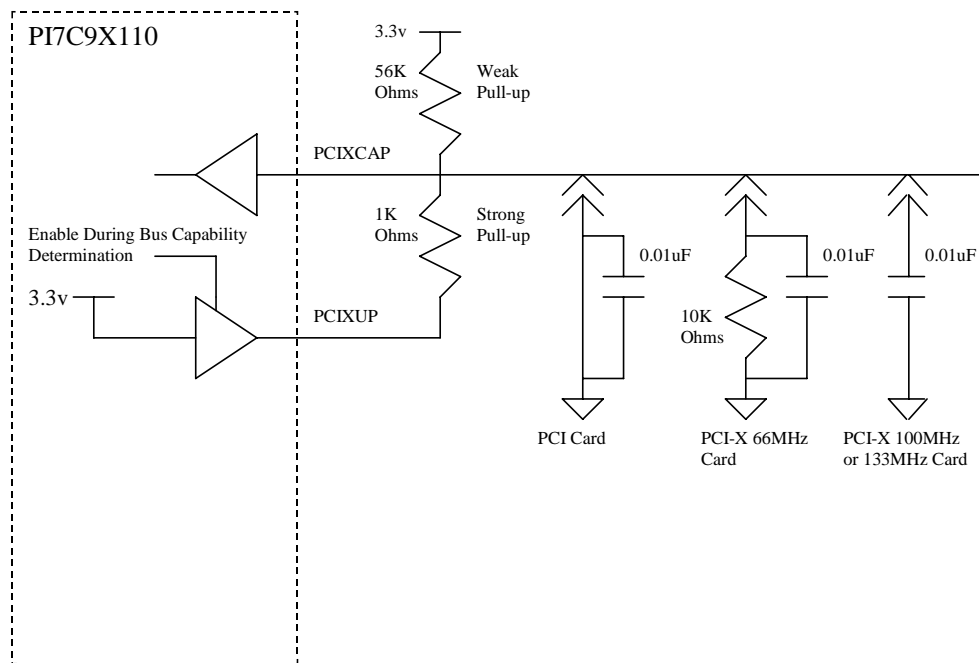 PI7C9X110
3.3v
56K
Ohms
Weak
Pull-up
PCIXCAP
1K
Ohms
Strong
Pull-up
Enable During Bus Capability
Determination
3.3v
PCIXUP
0.01uF
0.01uF
0.01uF
10K
Ohms
PCI Card
PCI-X 66MHz
Card
PCI-X 100MHz
or 133MHz Card